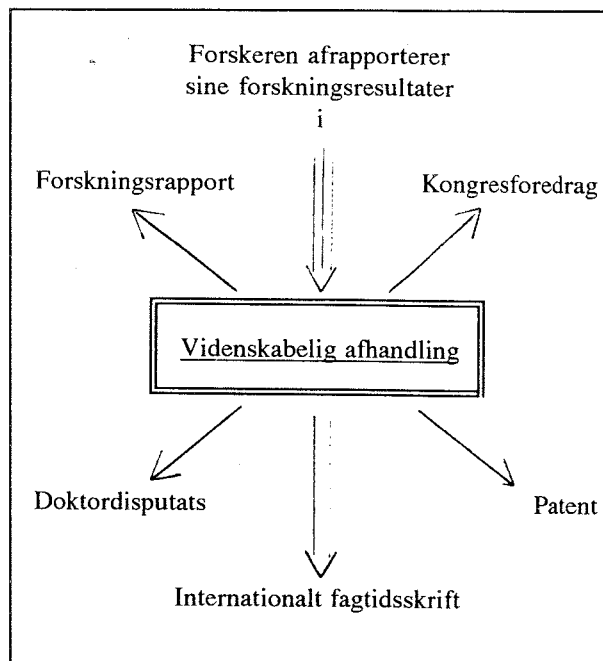 Forskeren afrapporterer
sine forskningsresultater
i
Forskningsrapport
Kongresforedrag
Videnskabelig afhandling
Doktordisputats
Patent
Internationalt fagtidsskrift